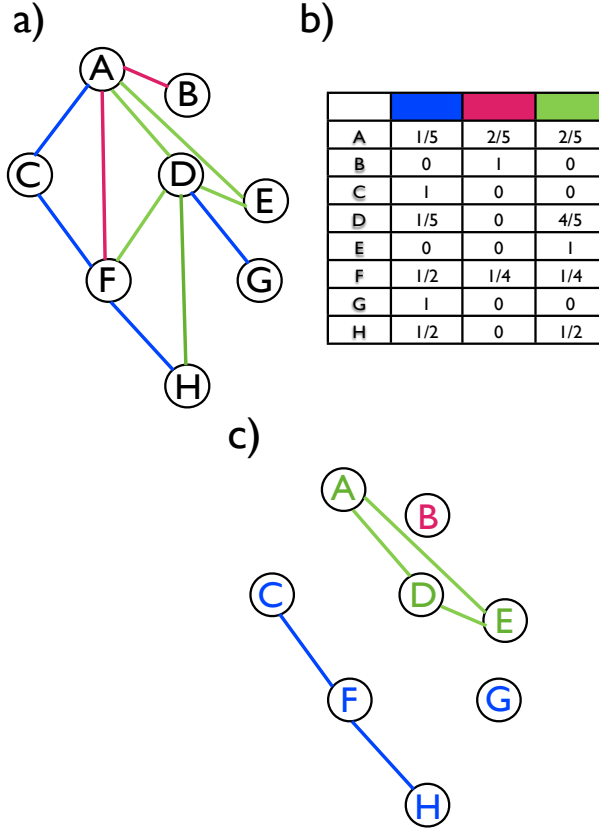 a)
A
B
C
D
E
F
G
H
b)
A 1/5 2/5 2/5
B 0 1 0
C 1 0 0
D 1/5 0 4/5
E 0 0 1
F 1/2 1/4 1/4
G 1 0 0
H 1/2 0 1/2
c)
A
B
C
D
E
F
G
H